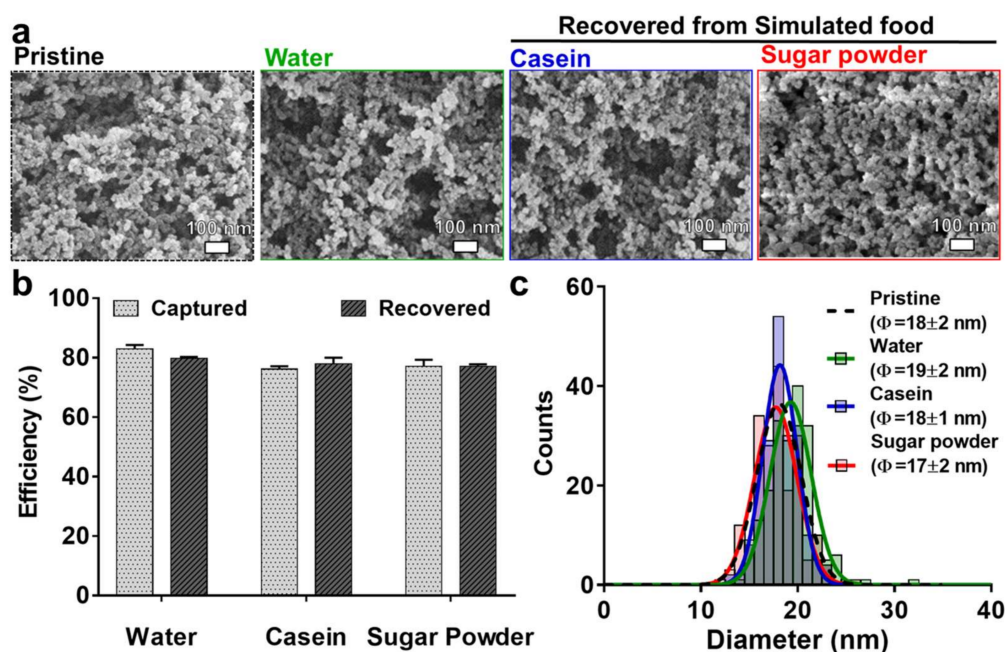 a
Recovered from Simulated food
Pristine
Water
Casein
Sugar powder
100 nm
100 nm
100 nm
100 nm
b
Captured
Recovered
Efficiency (%)
100
80
60
40
20
0
Water
Casein
Sugar Powder
c
Pristine
(Φ=18±2 nm)
Water
(Φ=19±2 nm)
Casein
(Φ=18±1 nm)
Sugar powder
(Φ=17±2 nm)
Counts
60
40
20
0
0
10
20
30
40
Diameter (nm)